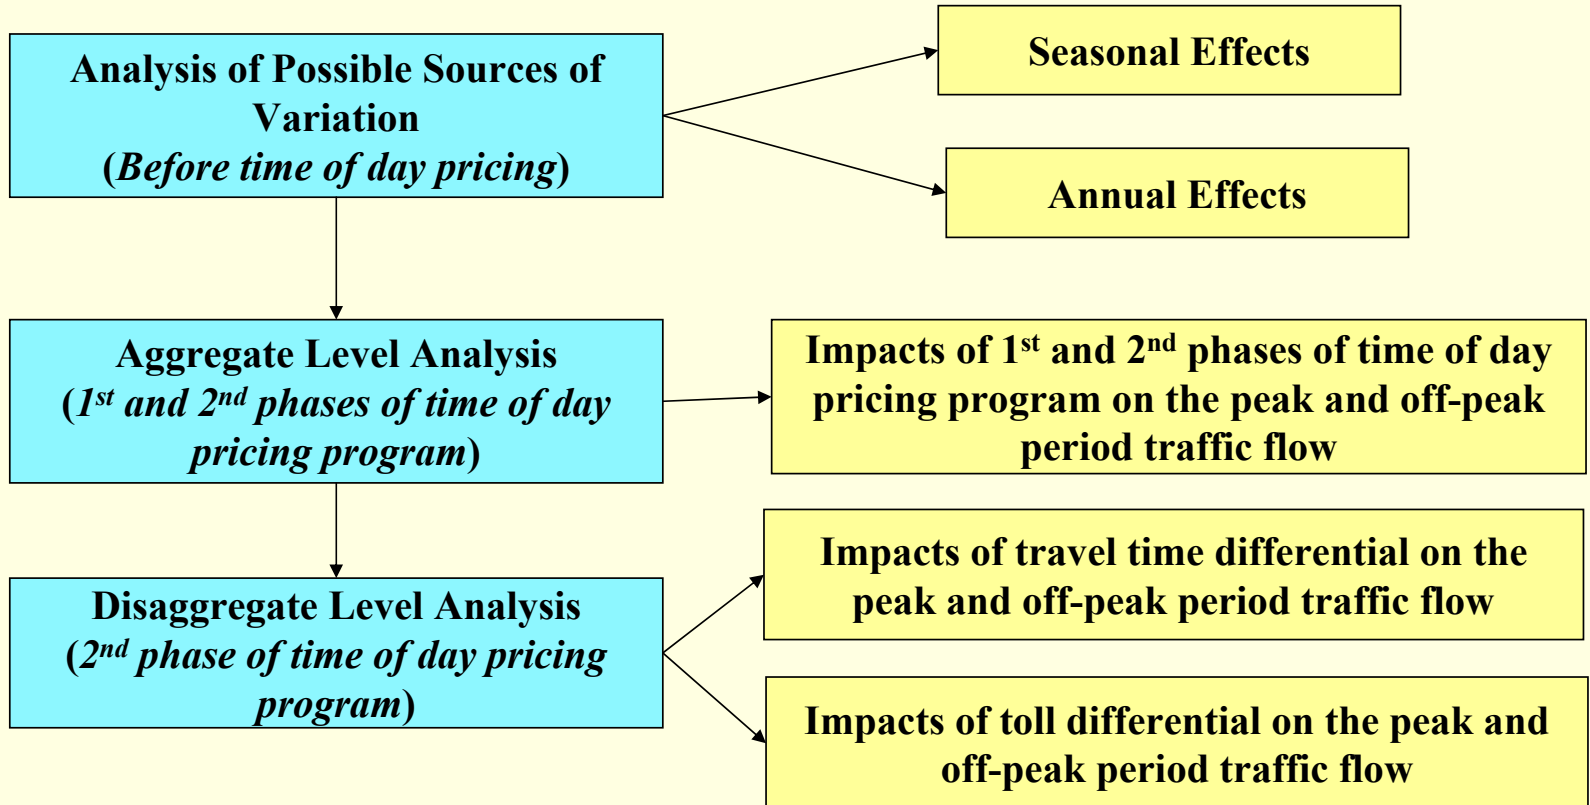 Analysis of Possible Sources of
Variation
(Before time of day pricing)
Seasonal Effects
Annual Effects
Aggregate Level Analysis
(1st and 2nd phases of time of day
pricing program)
Impacts of 1st and 2nd phases of time of day
pricing program on the peak and off-peak
period traffic flow
Disaggregate Level Analysis
(2nd phase of time of day pricing
program)
Impacts of travel time differential on the
peak and off-peak period traffic flow
Impacts of toll differential on the peak and
off-peak period traffic flow